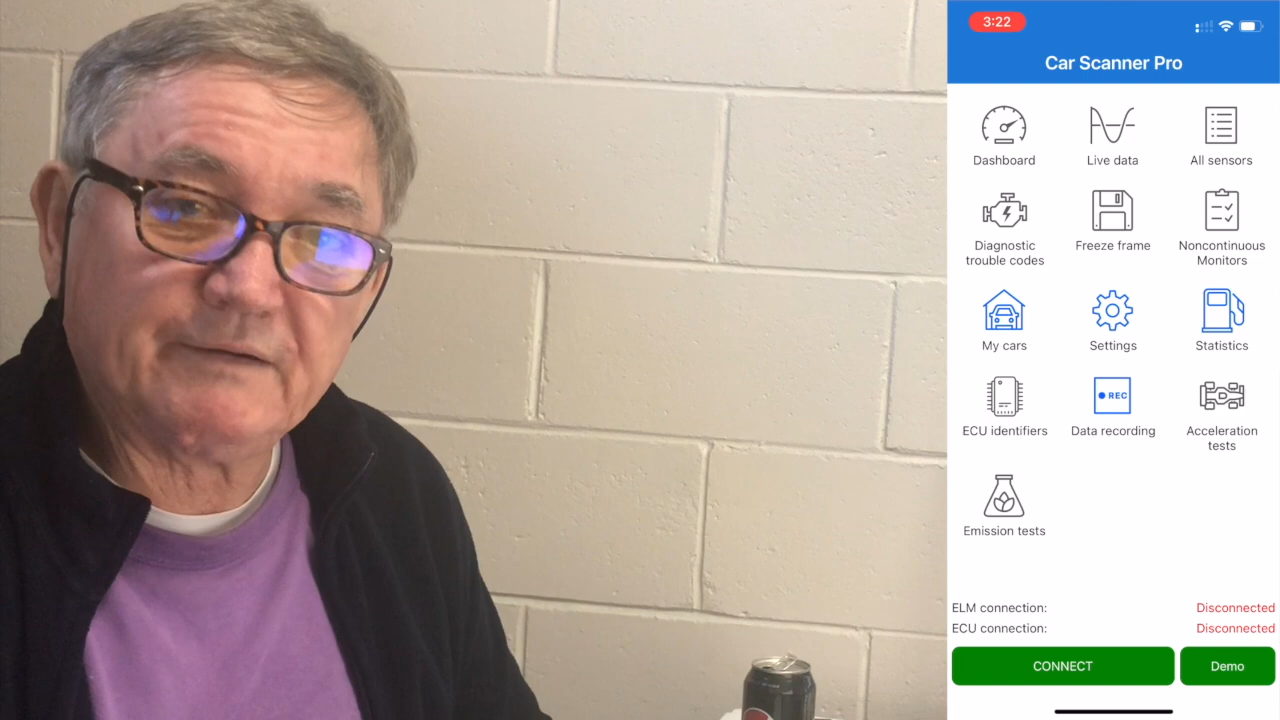 3:22
Car Scanner Pro
Dashboard
Live data
All sensors
Diagnostic
trouble codes
Freeze frame
Noncontinuous
Monitors
My cars
Settings
Statistics
ECU identifiers
REC
Data recording
Acceleration
tests
Emission tests
ELM connection: Disconnected
ECU connection: Disconnected
CONNECT
Demo